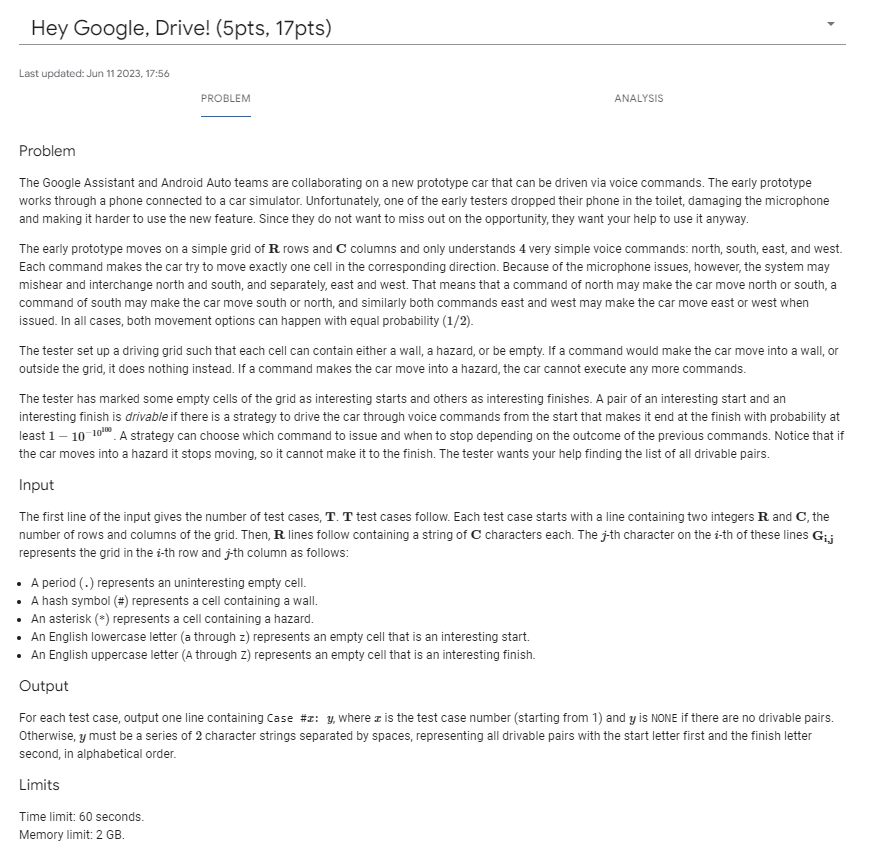 Hey Google, Drive! (5pts, 17pts)
Last updated: Jun 11 2023, 17:56
PROBLEM
ANALYSIS
Problem
The Google Assistant and Android Auto teams are collaborating on a new prototype car that can be driven via voice commands. The early prototype
works through a phone connected to a car simulator. Unfortunately, one of the early testers dropped their phone in the toilet, damaging the microphone
and making it harder to use the new feature. Since they do not want to miss out on the opportunity, they want your help to use it anyway.
The early prototype moves on a simple grid of R rows and C columns and only understands 4 very simple voice commands: north, south, east, and west.
Each command makes the car try to move exactly one cell in the corresponding direction. Because of the microphone issues, however, the system may
mishear and interchange north and south, and separately, east and west. That means that a command of north may make the car move north or south, a
command of south may make the car move south or north, and similarly both commands east and west may make the car move east or west when
issued. In all cases, both movement options can happen with equal probability (1/2).
The tester set up a driving grid such that each cell can contain either a wall, a hazard, or be empty. If a command would make the car move into a wall, or
outside the grid, it does nothing instead. If a command makes the car move into a hazard, the car cannot execute any more commands.
The tester has marked some empty cells of the grid as interesting starts and others as interesting finishes. A pair of an interesting start and an
interesting finish is drivable if there is a strategy to drive the car through voice commands from the start that makes it end at the finish with probability at
least 1 − 10^−10^100. A strategy can choose which command to issue and when to stop depending on the outcome of the previous commands. Notice that if
the car moves into a hazard it stops moving, so it cannot make it to the finish. The tester wants your help finding the list of all drivable pairs.
Input
The first line of the input gives the number of test cases, T. T test cases follow. Each test case starts with a line containing two integers R and C, the
number of rows and columns of the grid. Then, R lines follow containing a string of C characters each. The j-th character on the i-th of these lines G_i,j
represents the grid in the i-th row and j-th column as follows:
• A period (.) represents an uninteresting empty cell.
• A hash symbol (#) represents a cell containing a wall.
• An asterisk (*) represents a cell containing a hazard.
• An English lowercase letter (a through z) represents an empty cell that is an interesting start.
• An English uppercase letter (A through Z) represents an empty cell that is an interesting finish.
Output
For each test case, output one line containing Case #x: y, where x is the test case number (starting from 1) and y is NONE if there are no drivable pairs.
Otherwise, y must be a series of 2 character strings separated by spaces, representing all drivable pairs with the start letter first and the finish letter
second, in alphabetical order.
Limits
Time limit: 60 seconds.
Memory limit: 2 GB.